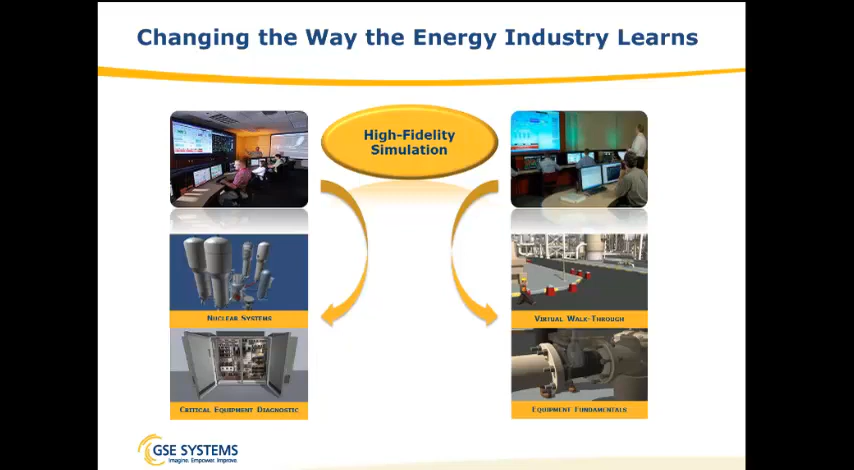 Changing the Way the Energy Industry Learns
High-Fidelity
Simulation
Nuclear Systems
Virtual Walk-Through
Critical Equipment Diagnostic
Equipment Fundamentals
GSE SYSTEMS
Imagine. Empower. Improve.